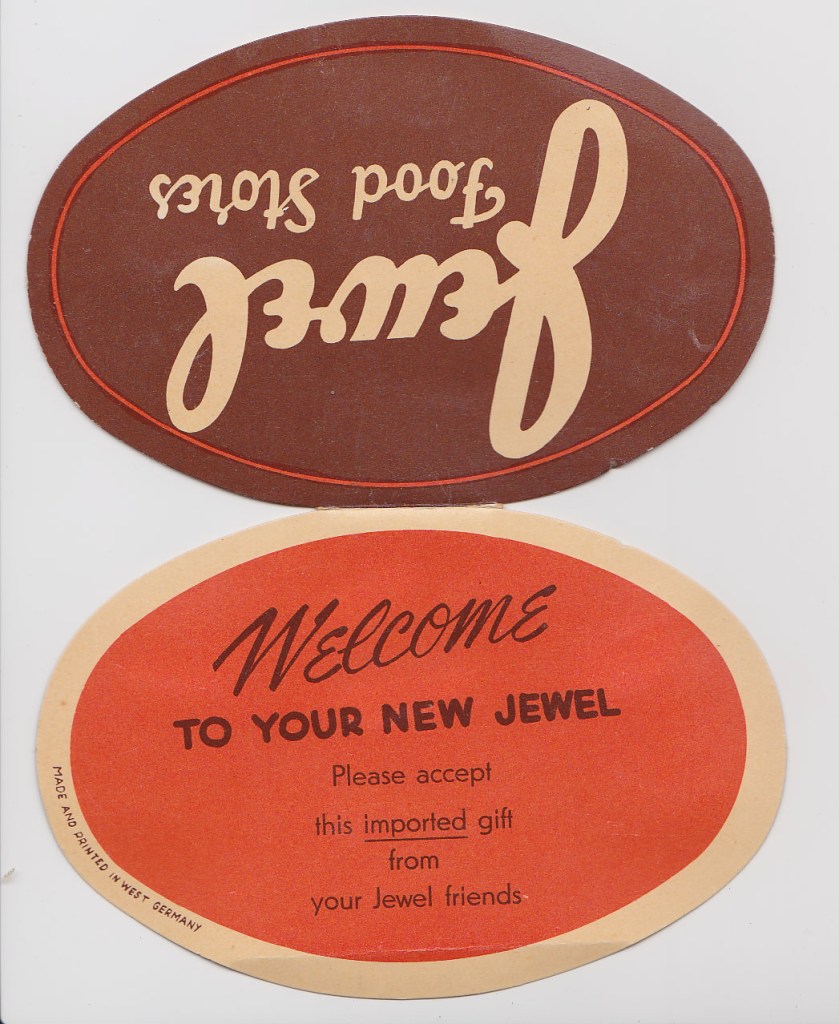 Jewel
Food Stores
Welcome
TO YOUR NEW JEWEL
Please accept
this imported gift
from
your Jewel friends
MADE AND PRINTED IN WEST GERMANY